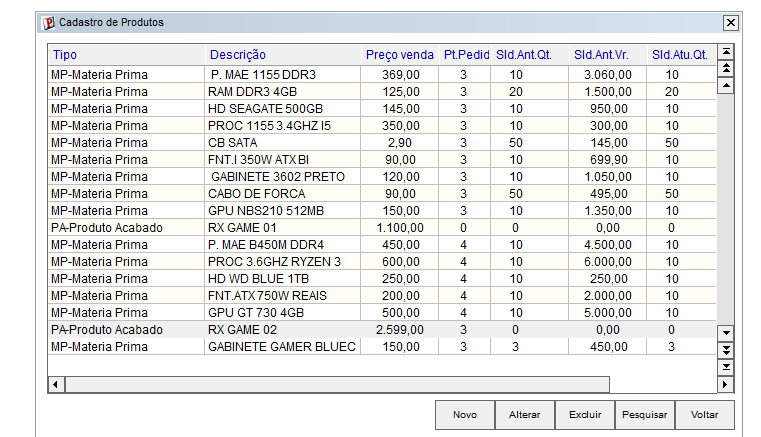 Cadastro de Produtos
Tipo Descrição Preço venda Pt.Pedid Sld.Ant.Qt. Sld.Ant.Vr. Sld.Atu.Qt.
MP-Materia Prima P. MAE 1155 DDR3 369,00 3 10 3.060,00 10
MP-Materia Prima RAM DDR3 4GB 125,00 3 20 1.500,00 20
MP-Materia Prima HD SEAGATE 500GB 145,00 3 10 950,00 10
MP-Materia Prima PROC 1155 3.4GHZ I5 350,00 3 10 300,00 10
MP-Materia Prima CB SATA 2,90 3 50 145,00 50
MP-Materia Prima FNT.I 350W ATX BI 90,00 3 10 699,90 10
MP-Materia Prima GABINETE 3602 PRETO 120,00 3 10 1.050,00 10
MP-Materia Prima CABO DE FORCA 90,00 3 50 495,00 50
MP-Materia Prima GPU NBS210 512MB 150,00 3 10 1.350,00 10
PA-Produto Acabado RX GAME 01 1.100,00 0 0 0,00 0
MP-Materia Prima P. MAE B450M DDR4 450,00 4 10 4.500,00 10
MP-Materia Prima PROC 3.6GHZ RYZEN 3 600,00 4 10 6.000,00 10
MP-Materia Prima HD WD BLUE 1TB 250,00 4 10 250,00 10
MP-Materia Prima FNT.ATX 750W REAIS 200,00 4 10 2.000,00 10
MP-Materia Prima GPU GT 730 4GB 500,00 4 10 5.000,00 10
PA-Produto Acabado RX GAME 02 2.599,00 3 0 0,00 0
MP-Materia Prima GABINETE GAMER BLUEC 150,00 3 3 450,00 3
Novo Alterar Excluir Pesquisar Voltar